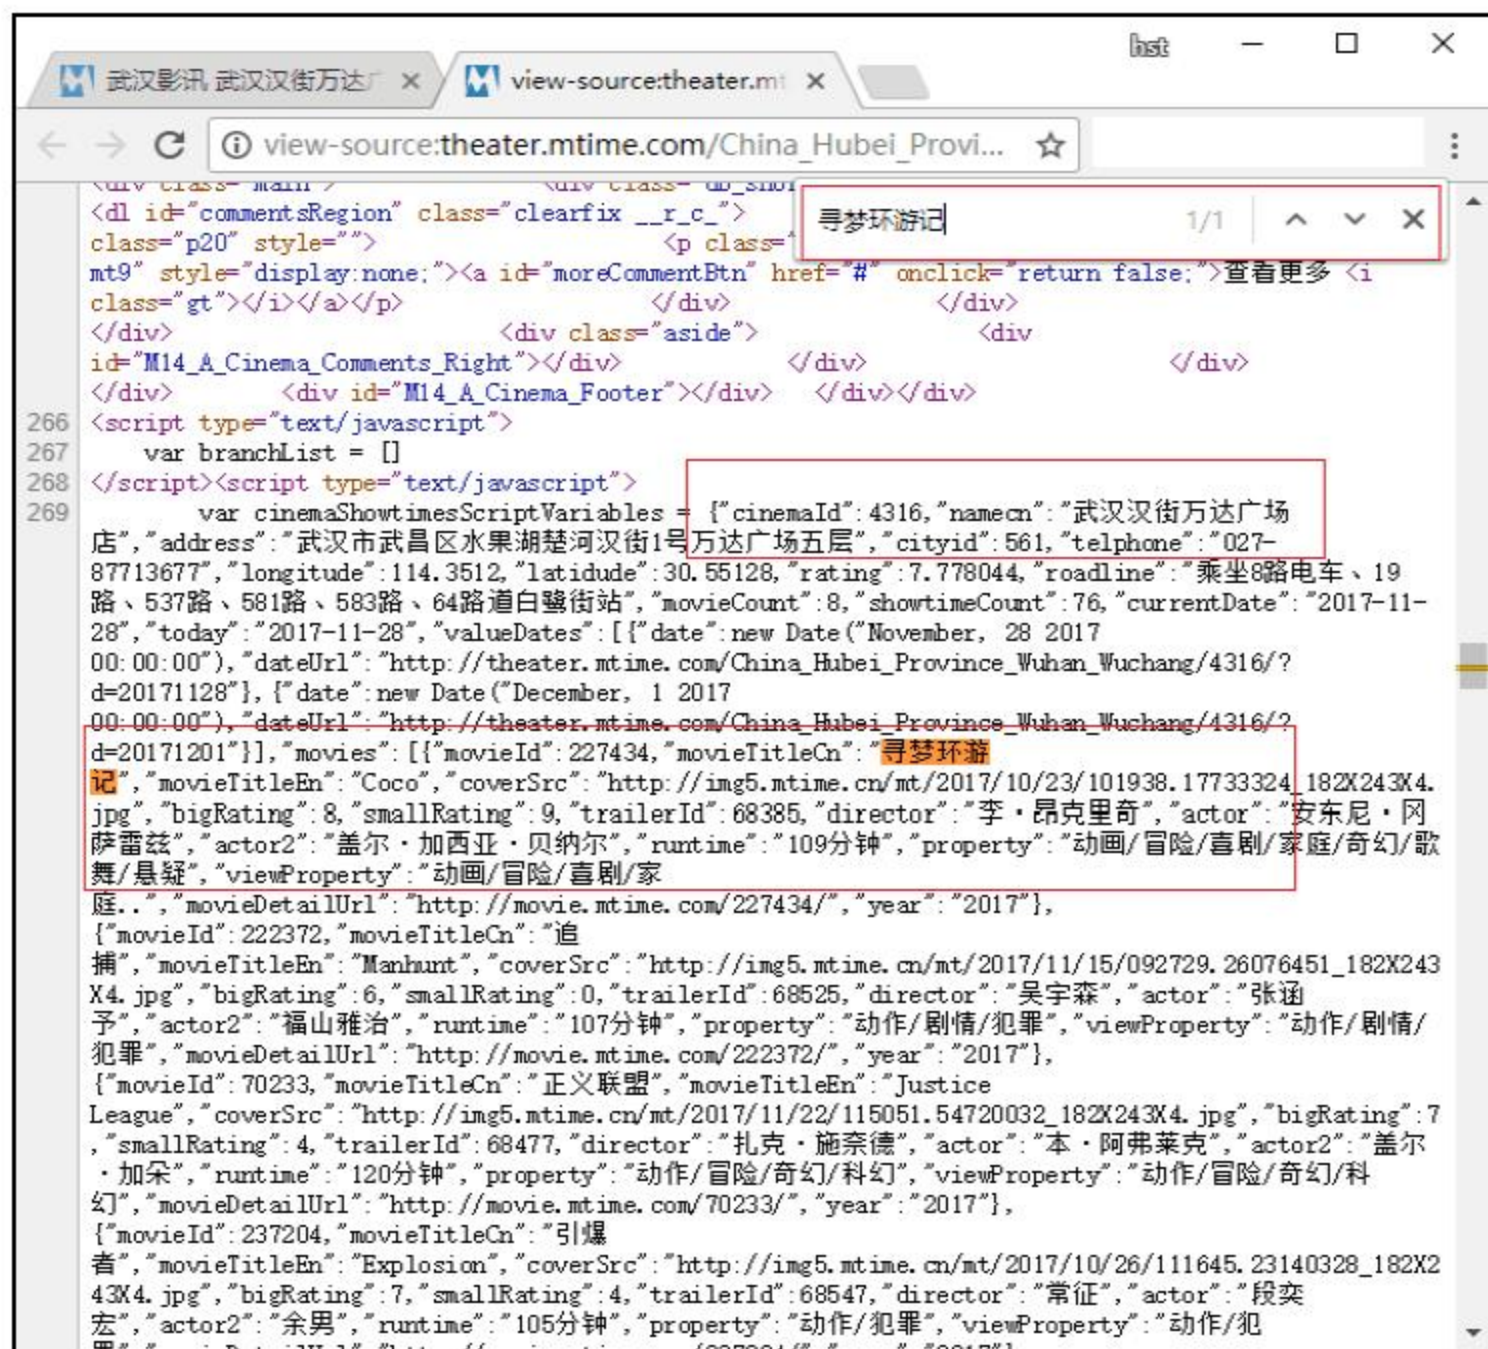 hst
武汉影讯 武汉汉街万达广
view-source:theater.mt
view-source:theater.mtime.com/China_Hubei_Provi...
寻梦环游记 1/1
<div class="main"> <div class="db_shot
<dl id="commentsRegion" class="clearfix __r_c_">
class="p20" style=""> <p class="
mt9" style="display:none;"><a id="moreCommentBtn" href="#" onclick="return false;">查看更多 <i
class="gt"></i></a></p> </div> </div>
</div> <div class="aside"> <div
id="M14_A_Cinema_Comments_Right"></div> </div> </div>
</div> <div id="M14_A_Cinema_Footer"></div> </div></div>
266 <script type="text/javascript">
267 var branchList = []
268 </script><script type="text/javascript">
269 var cinemaShowtimesScriptVariables = {"cinemaId":4316,"namecn":"武汉汉街万达广场
店","address":"武汉市武昌区水果湖楚河汉街1号万达广场五层","cityid":561,"telphone":"027-
87713677","longitude":114.3512,"latidude":30.55128,"rating":7.778044,"roadline":"乘坐8路电车、19
路、537路、581路、583路、64路道白鹭街站","movieCount":8,"showtimeCount":76,"currentDate":"2017-11-
28","today":"2017-11-28","valueDates":[{"date":new Date("November, 28 2017
00:00:00"),"dateUrl":"http://theater.mtime.com/China_Hubei_Province_Wuhan_Wuchang/4316/?
d=20171128"},{"date":new Date("December, 1 2017
00:00:00"),"dateUrl":"http://theater.mtime.com/China_Hubei_Province_Wuhan_Wuchang/4316/?
d=20171201"}],"movies":[{"movieId":227434,"movieTitleCn":"寻梦环游
记","movieTitleEn":"Coco","coverSrc":"http://img5.mtime.cn/mt/2017/10/23/101938.17733324_182X243X4.
jpg","bigRating":8,"smallRating":9,"trailerId":68385,"director":"李·昂克里奇","actor":"安东尼·冈
萨雷兹","actor2":"盖尔·加西亚·贝纳尔","runtime":"109分钟","property":"动画/冒险/喜剧/家庭/奇幻/歌
舞/悬疑","viewProperty":"动画/冒险/喜剧/家
庭..","movieDetailUrl":"http://movie.mtime.com/227434/","year":"2017"},
{"movieId":222372,"movieTitleCn":"追
捕","movieTitleEn":"Manhunt","coverSrc":"http://img5.mtime.cn/mt/2017/11/15/092729.26076451_182X243
X4.jpg","bigRating":6,"smallRating":0,"trailerId":68525,"director":"吴宇森","actor":"张涵
予","actor2":"福山雅治","runtime":"107分钟","property":"动作/剧情/犯罪","viewProperty":"动作/剧情/
犯罪","movieDetailUrl":"http://movie.mtime.com/222372/","year":"2017"},
{"movieId":70233,"movieTitleCn":"正义联盟","movieTitleEn":"Justice
League","coverSrc":"http://img5.mtime.cn/mt/2017/11/22/115051.54720032_182X243X4.jpg","bigRating":7
,"smallRating":4,"trailerId":68477,"director":"扎克·施奈德","actor":"本·阿弗莱克","actor2":"盖尔
·加朵","runtime":"120分钟","property":"动作/冒险/奇幻/科幻","viewProperty":"动作/冒险/奇幻/科
幻","movieDetailUrl":"http://movie.mtime.com/70233/","year":"2017"},
{"movieId":237204,"movieTitleCn":"引爆
者","movieTitleEn":"Explosion","coverSrc":"http://img5.mtime.cn/mt/2017/10/26/111645.23140328_182X2
43X4.jpg","bigRating":7,"smallRating":4,"trailerId":68547,"director":"常征","actor":"段奕
宏","actor2":"余男","runtime":"105分钟","property":"动作/犯罪","viewProperty":"动作/犯